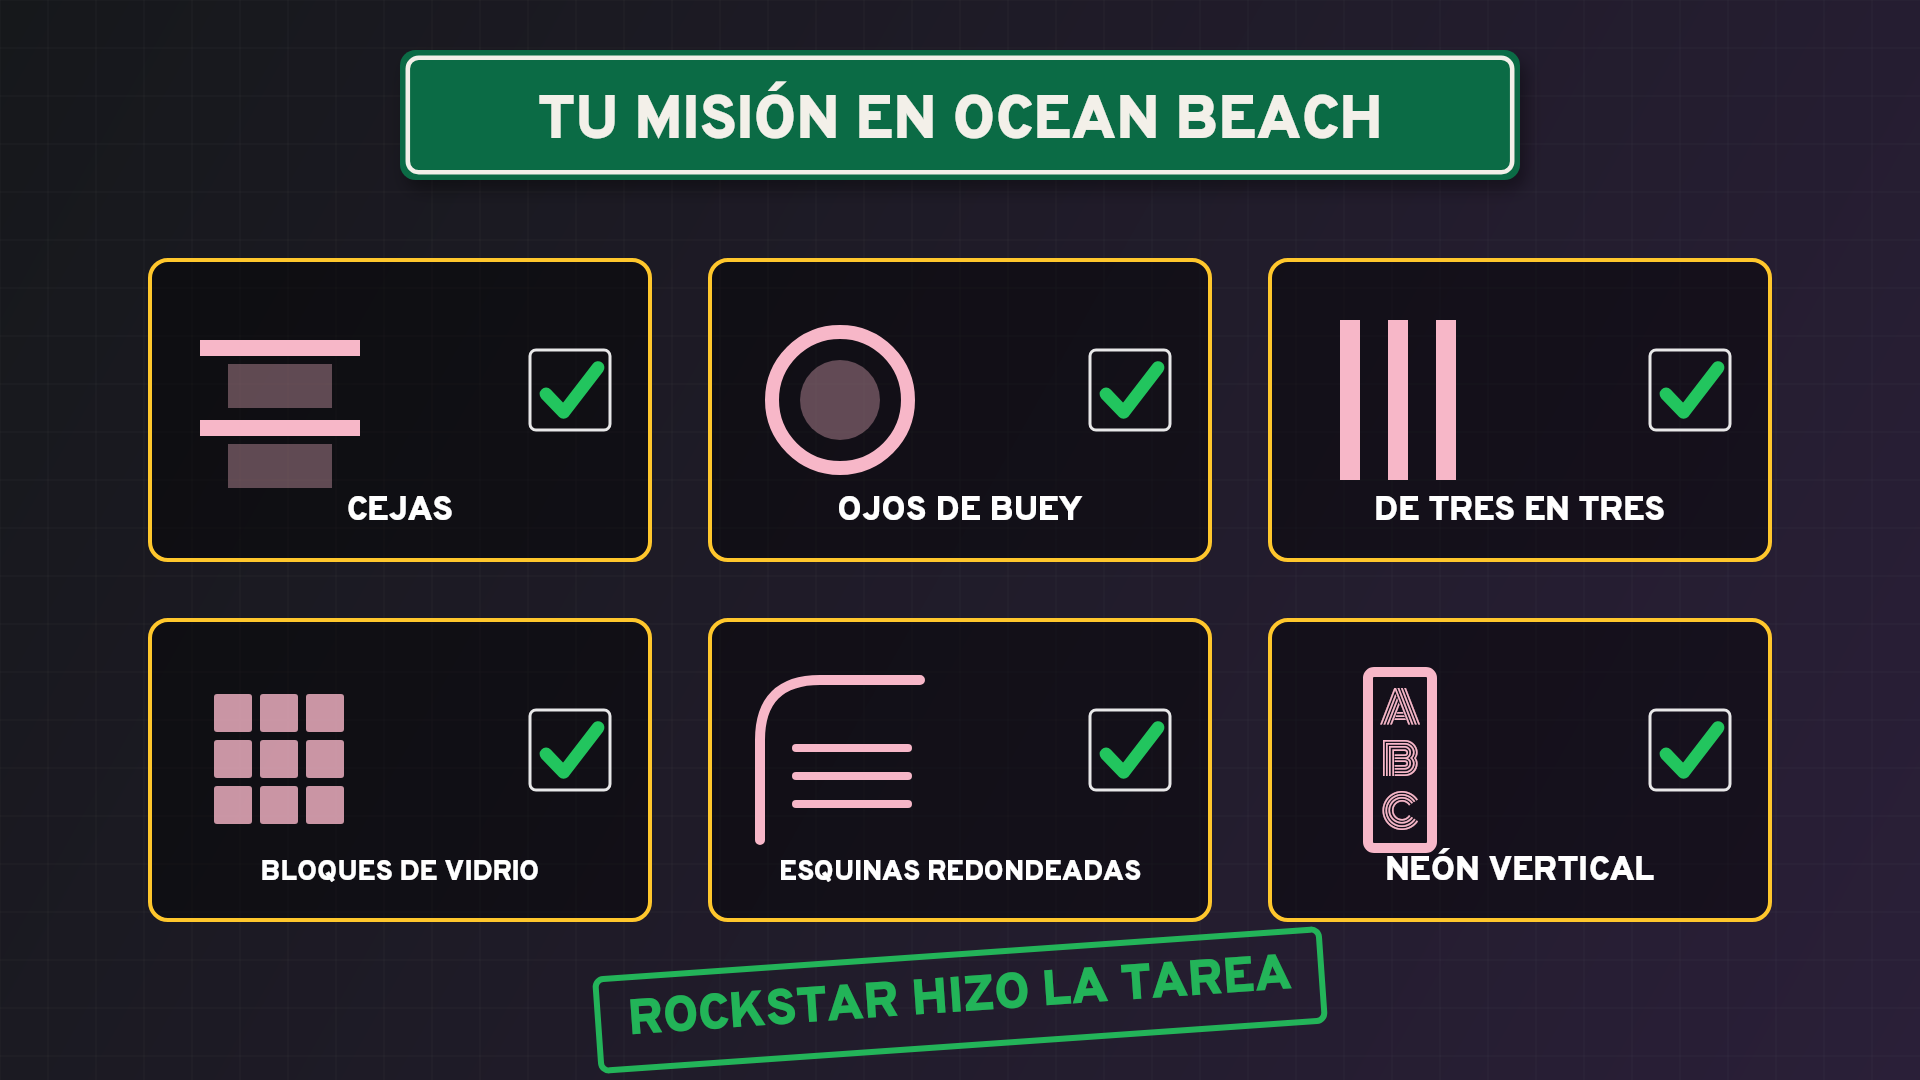 TU MISIÓN EN OCEAN BEACH
CEJAS
OJOS DE BUEY
DE TRES EN TRES
BLOQUES DE VIDRIO
ESQUINAS REDONDEADAS
A
B
C
NEÓN VERTICAL
ROCKSTAR HIZO LA TAREA